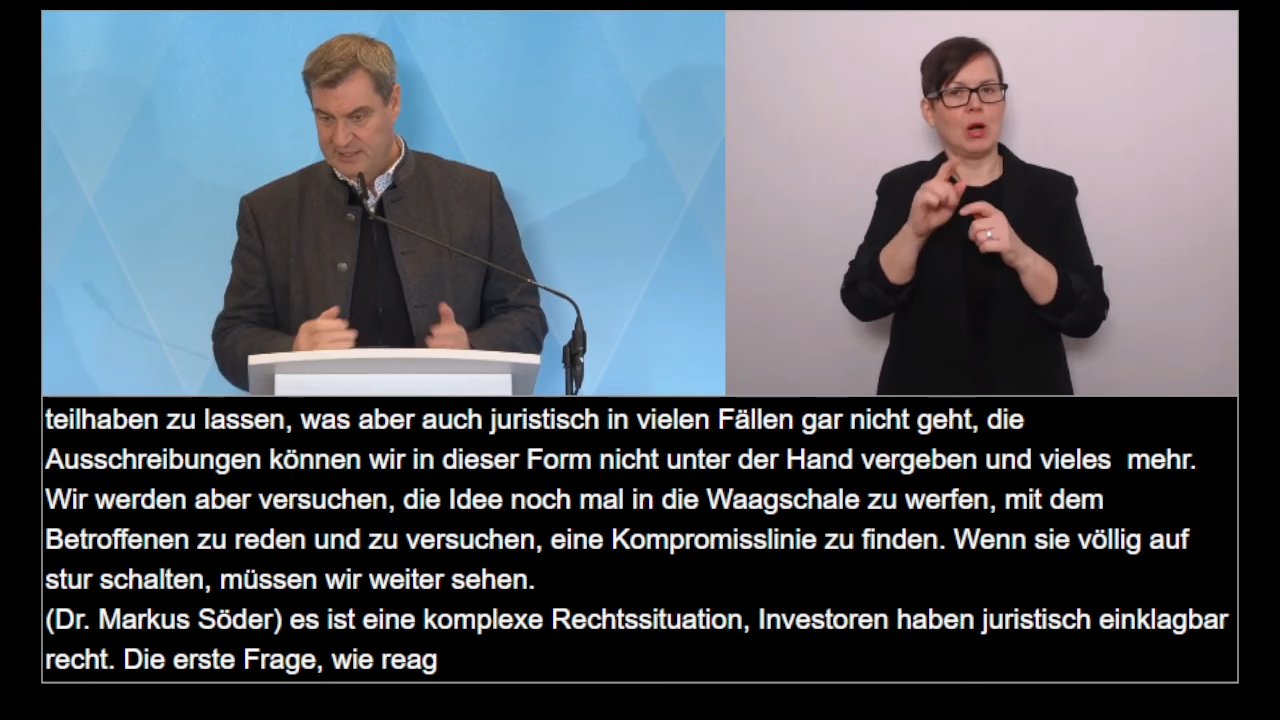 teilhaben zu lassen, was aber auch juristisch in vielen Fällen gar nicht geht, die
Ausschreibungen können wir in dieser Form nicht unter der Hand vergeben und vieles  mehr.
Wir werden aber versuchen, die Idee noch mal in die Waagschale zu werfen, mit dem
Betroffenen zu reden und zu versuchen, eine Kompromisslinie zu finden. Wenn sie völlig auf
stur schalten, müssen wir weiter sehen.
(Dr. Markus Söder) es ist eine komplexe Rechtssituation, Investoren haben juristisch einklagbar
recht. Die erste Frage, wie reag